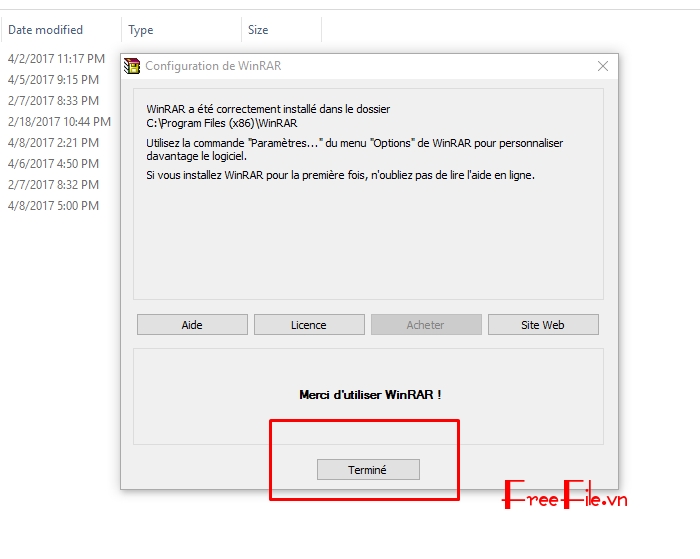 Date modified Type Size
4/2/2017 11:17 PM
4/5/2017 9:15 PM
2/7/2017 8:33 PM
2/18/2017 10:44 PM
4/8/2017 2:21 PM
4/6/2017 4:50 PM
2/7/2017 8:32 PM
4/8/2017 5:00 PM
Configuration de WinRAR
WinRAR a été correctement installé dans le dossier
C:\Program Files (x86)\WinRAR
Utilisez la commande "Paramètres..." du menu "Options" de WinRAR pour personnaliser
davantage le logiciel.
Si vous installez WinRAR pour la première fois, n'oubliez pas de lire l'aide en ligne.
Aide Licence Acheter Site Web
Merci d'utiliser WinRAR !
Terminé
FreeFile.vn